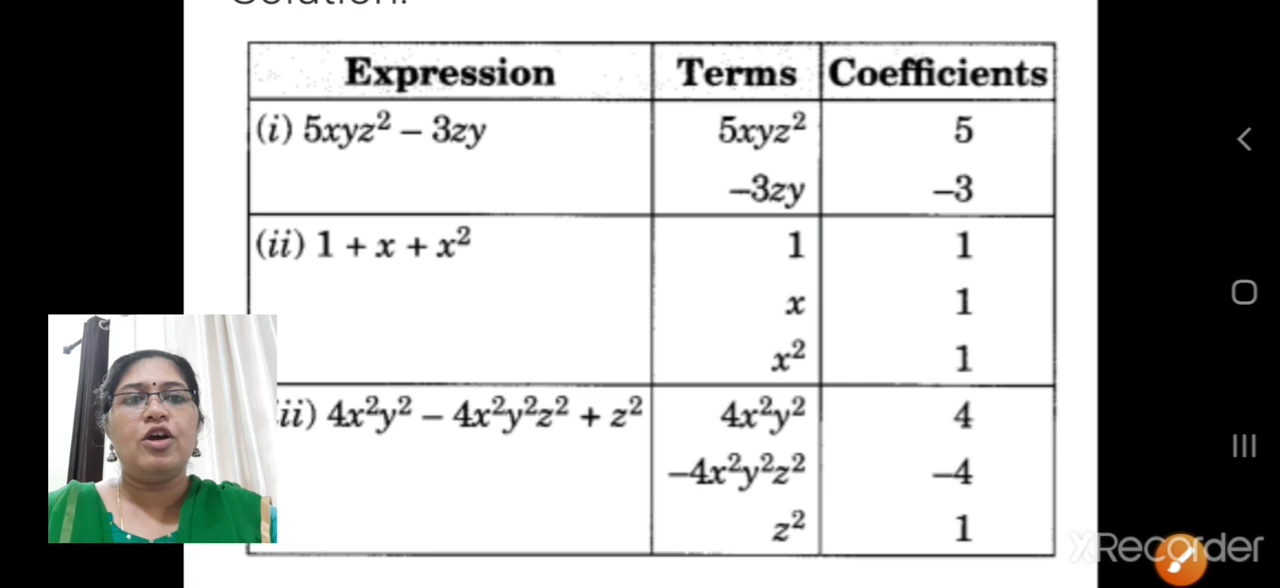 Solution:
Expression Terms Coefficients
(i) 5xyz² – 3zy 5xyz² 5
–3zy –3
(ii) 1 + x + x² 1 1
x 1
x² 1
ii) 4x²y² – 4x²y²z² + z² 4x²y² 4
–4x²y²z² –4
z² 1
XRecorder